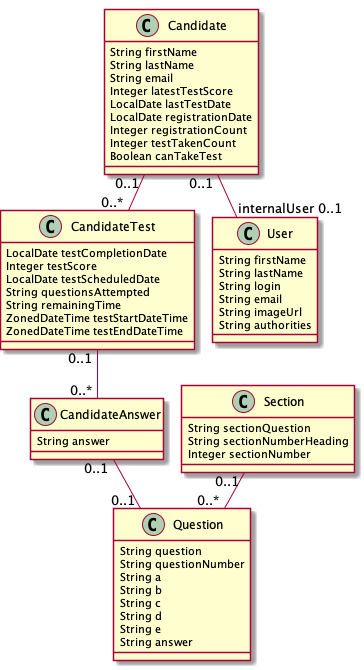 C Candidate
String firstName
String lastName
String email
Integer latestTestScore
LocalDate lastTestDate
LocalDate registrationDate
Integer registrationCount
Integer testTakenCount
Boolean canTakeTest
0..1 0..1
0..* internalUser 0..1
C CandidateTest
LocalDate testCompletionDate
Integer testScore
LocalDate testScheduledDate
String questionsAttempted
String remainingTime
ZonedDateTime testStartDateTime
ZonedDateTime testEndDateTime
C User
String firstName
String lastName
String login
String email
String imageUrl
String authorities
0..1
0..*
C CandidateAnswer
String answer
C Section
String sectionQuestion
String sectionNumberHeading
Integer sectionNumber
0..1 0..1
0..1 0..*
C Question
String question
String questionNumber
String a
String b
String c
String d
String e
String answer